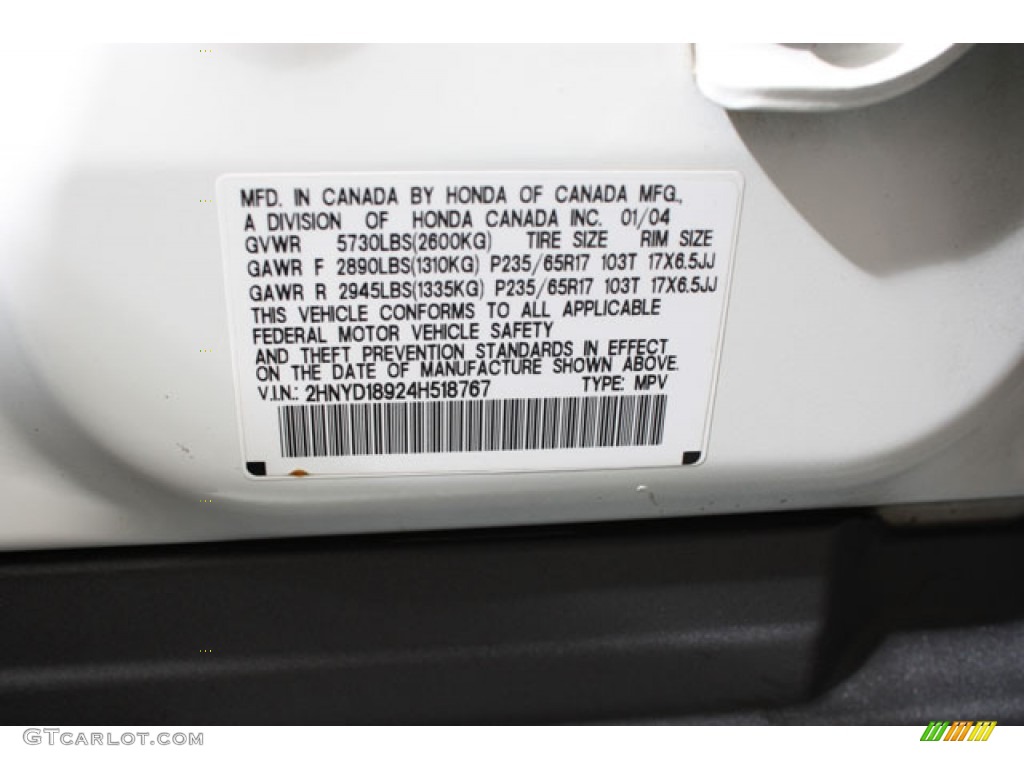 MFD. IN CANADA BY HONDA OF CANADA MFG.,
A DIVISION OF HONDA CANADA INC. 01/04
GVWR 5730LBS(2600KG) TIRE SIZE RIM SIZE
GAWR F 2890LBS(1310KG) P235/65R17 103T 17X6.5JJ
GAWR R 2945LBS(1335KG) P235/65R17 103T 17X6.5JJ
THIS VEHICLE CONFORMS TO ALL APPLICABLE
FEDERAL MOTOR VEHICLE SAFETY
AND THEFT PREVENTION STANDARDS IN EFFECT
ON THE DATE OF MANUFACTURE SHOWN ABOVE.
V.I.N.: 2HNYD18924H518767 TYPE: MPV
GTCarLot.com